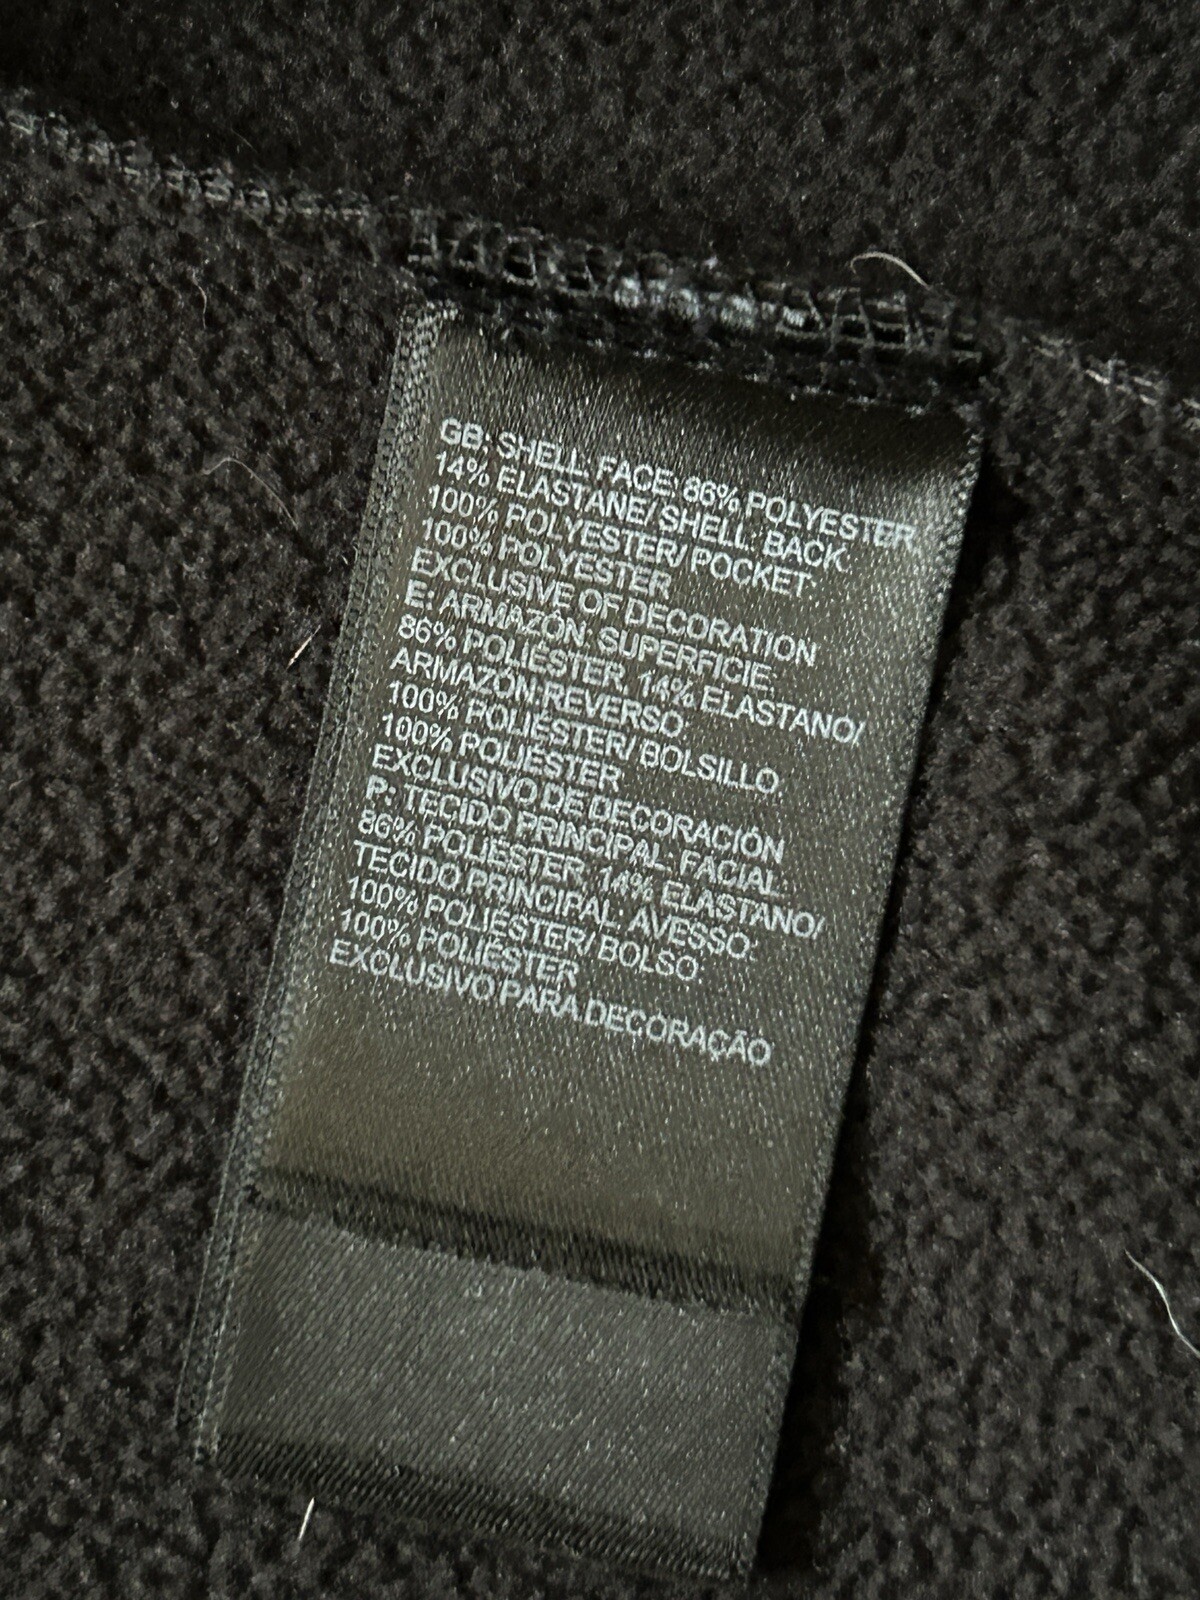 GB: SHELL: FACE: 86% POLYESTER,
14% ELASTANE/ SHELL: BACK:
100% POLYESTER/ POCKET:
100% POLYESTER
EXCLUSIVE OF DECORATION
E: ARMAZÓN: SUPERFICIE:
86% POLIÉSTER, 14% ELASTANO/
ARMAZÓN:REVERSO:
100% POLIÉSTER/ BOLSILLO:
100% POLIÉSTER
EXCLUSIVO DE DECORACIÓN
P: TECIDO PRINCIPAL: FACIAL:
86% POLIÉSTER, 14% ELASTANO/
TECIDO PRINCIPAL: AVESSO:
100% POLIÉSTER/ BOLSO:
100% POLIÉSTER
EXCLUSIVO PARA DECORAÇÃO